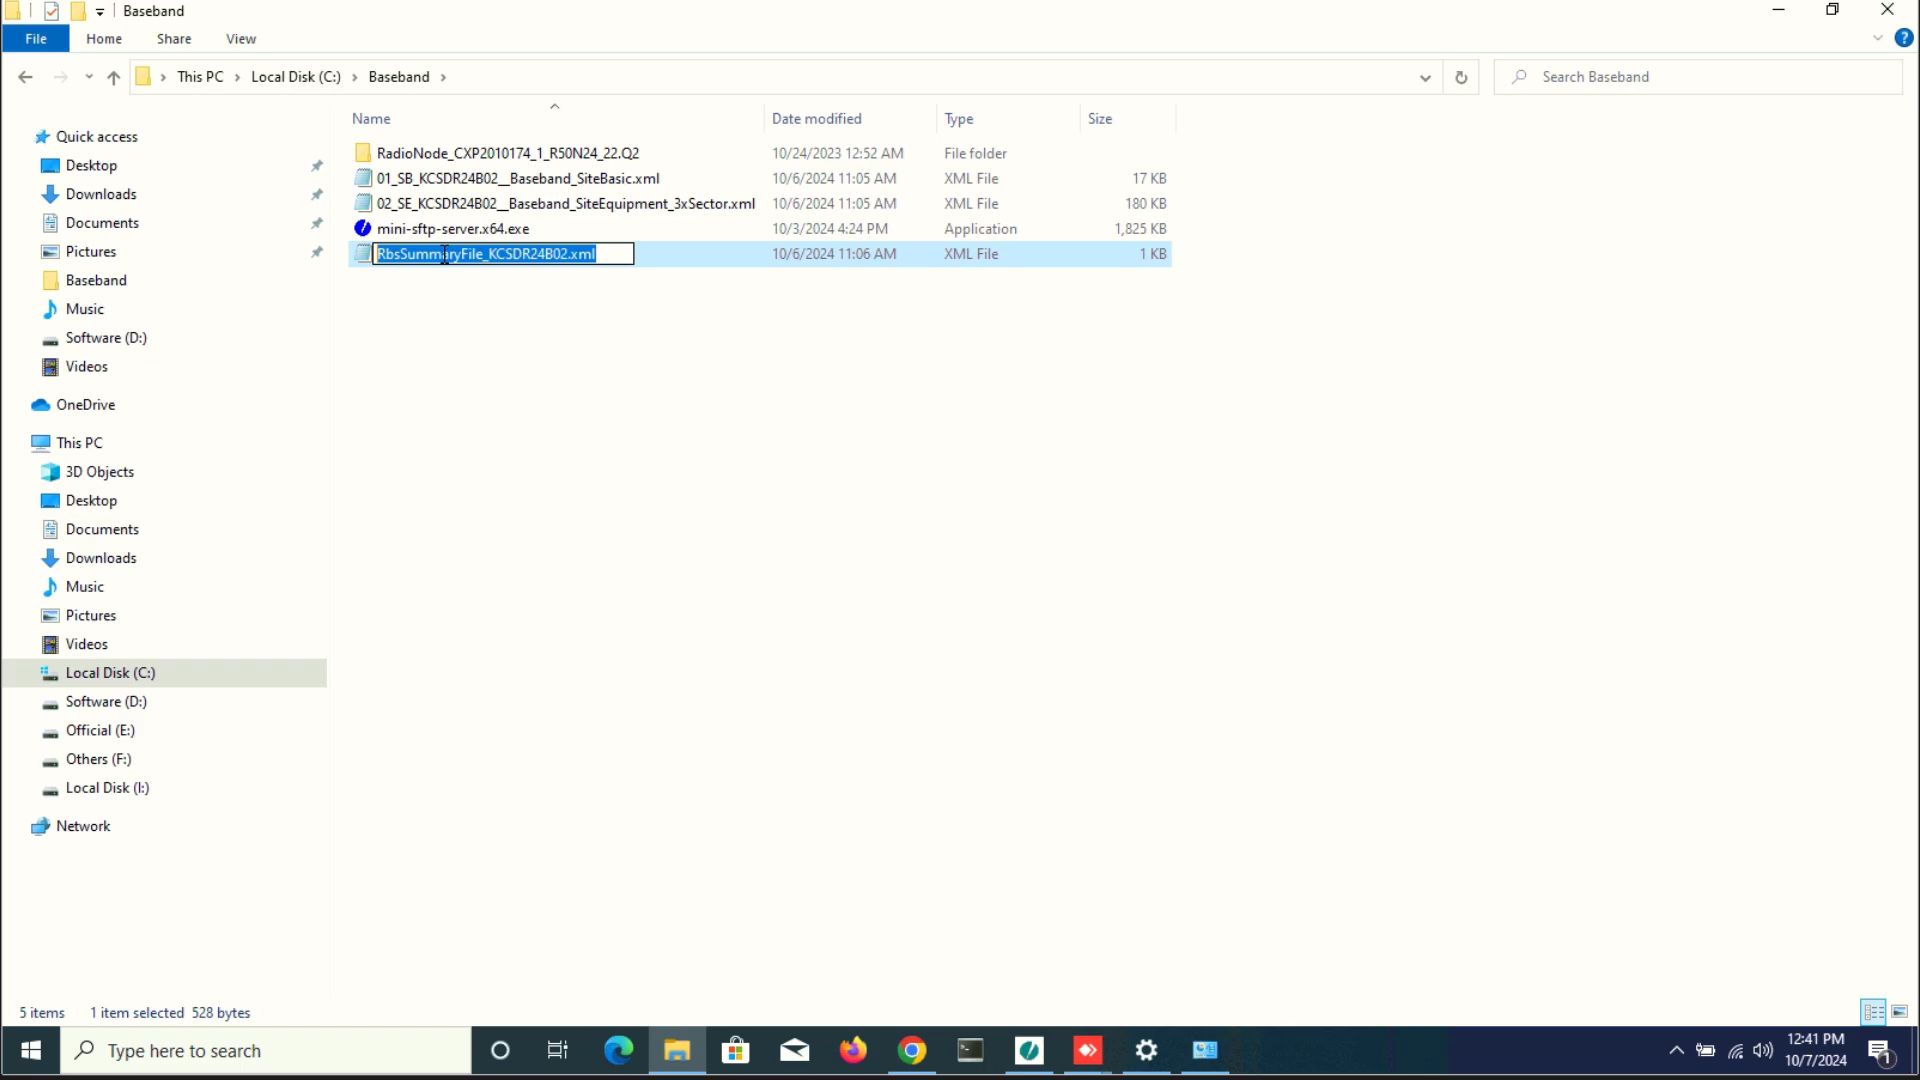 Baseband
File Home Share View
This PC Local Disk (C:) Baseband
Search Baseband
Name Date modified Type Size
RadioNode_CXP2010174_1_R50N24_22.Q2 10/24/2023 12:52 AM File folder
01_SB_KCSDR24B02__Baseband_SiteBasic.xml 10/6/2024 11:05 AM XML File 17 KB
02_SE_KCSDR24B02__Baseband_SiteEquipment_3xSector.xml 10/6/2024 11:05 AM XML File 180 KB
mini-sftp-server.x64.exe 10/3/2024 4:24 PM Application 1,825 KB
RbsSummaryFile_KCSDR24B02.xml 10/6/2024 11:06 AM XML File 1 KB
Quick access
Desktop
Downloads
Documents
Pictures
Baseband
Music
Software (D:)
Videos
OneDrive
This PC
3D Objects
Desktop
Documents
Downloads
Music
Pictures
Videos
Local Disk (C:)
Software (D:)
Official (E:)
Others (F:)
Local Disk (I:)
Network
5 items 1 item selected 528 bytes
Type here to search
12:41 PM
10/7/2024
1